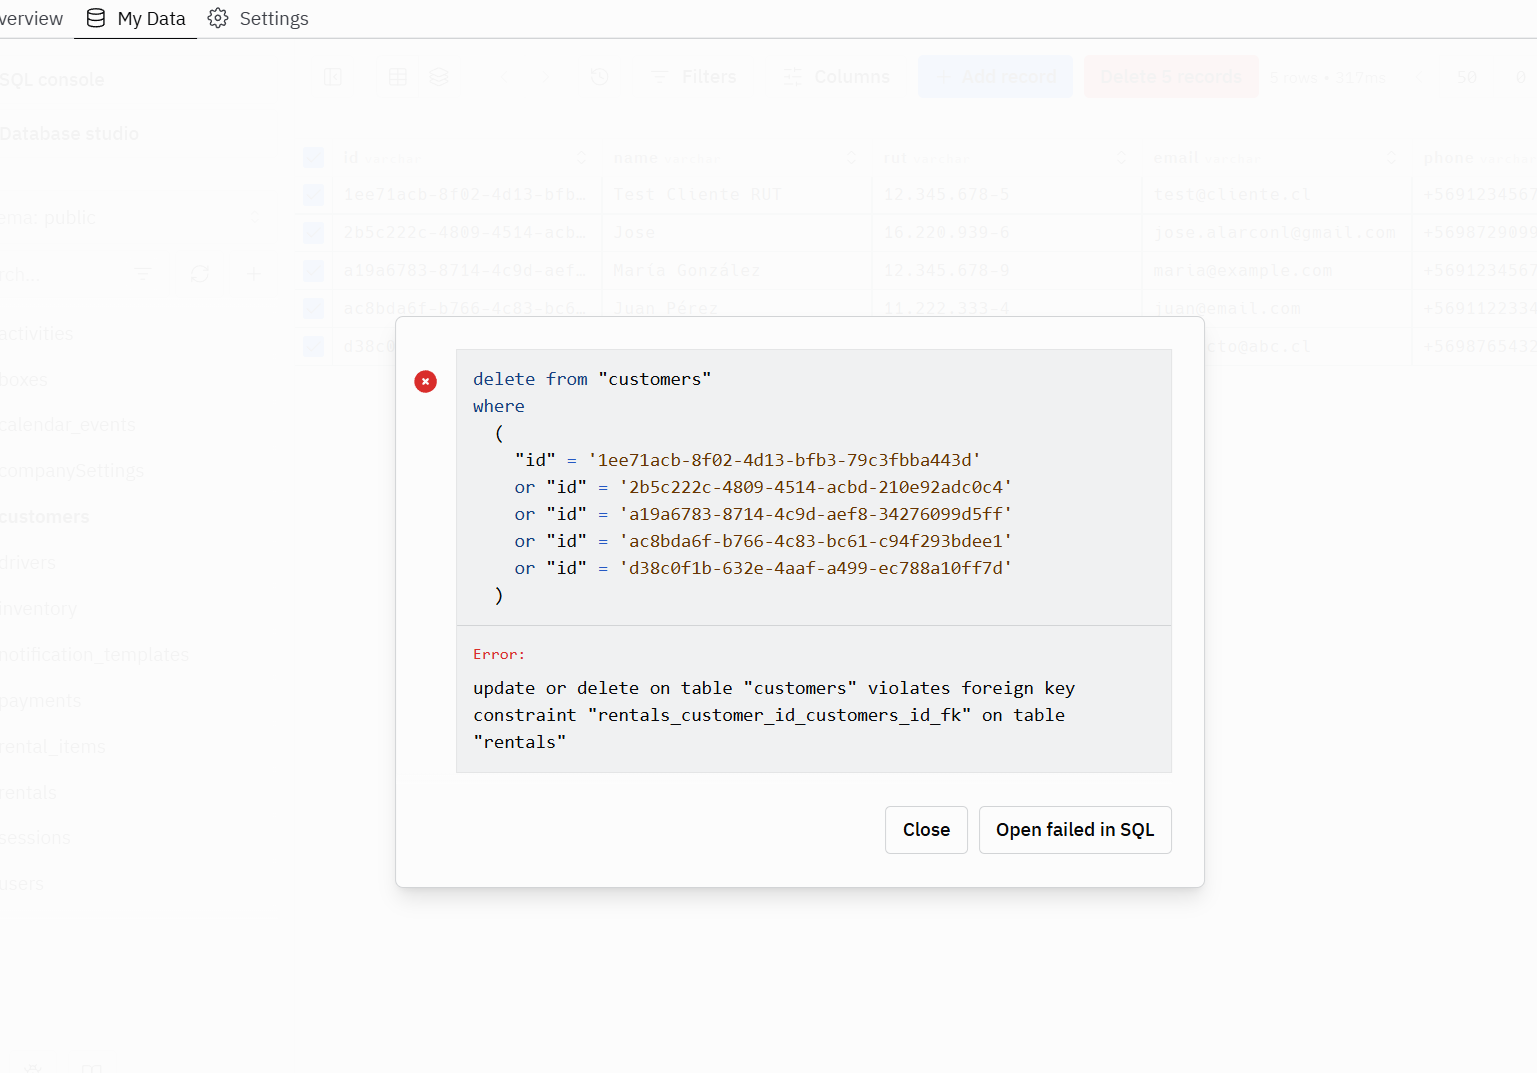 verview My Data Settings
SQL console
Filters Columns + Add record Delete 5 records 5 rows • 317ms 50 0
Database studio
id varchar name varchar rut varchar email varchar phone varchar
1ee71acb-8f02-4d13-bfb… Test Cliente RUT 12.345.678-5 test@cliente.cl +5691234567
ema: public
2b5c222c-4809-4514-acb… Jose 16.220.939-6 jose.alarconl@gmail.com +5698729099
rch...
a19a6783-8714-4c9d-aef… María González 12.345.678-9 maria@example.com +5691234567
ac8bda6f-b766-4c83-bc6… Juan Pérez 11.222.333-4 juan@email.com +5691122334
activities
d38c0 cto@abc.cl +5698765432
boxes
calendar_events
companySettings
customers
drivers
inventory
notification_templates
payments
rental_items
rentals
sessions
users
delete from "customers"
where
(
"id" = '1ee71acb-8f02-4d13-bfb3-79c3fbba443d'
or "id" = '2b5c222c-4809-4514-acbd-210e92adc0c4'
or "id" = 'a19a6783-8714-4c9d-aef8-34276099d5ff'
or "id" = 'ac8bda6f-b766-4c83-bc61-c94f293bdee1'
or "id" = 'd38c0f1b-632e-4aaf-a499-ec788a10ff7d'
)
Error:
update or delete on table "customers" violates foreign key
constraint "rentals_customer_id_customers_id_fk" on table
"rentals"
Close Open failed in SQL